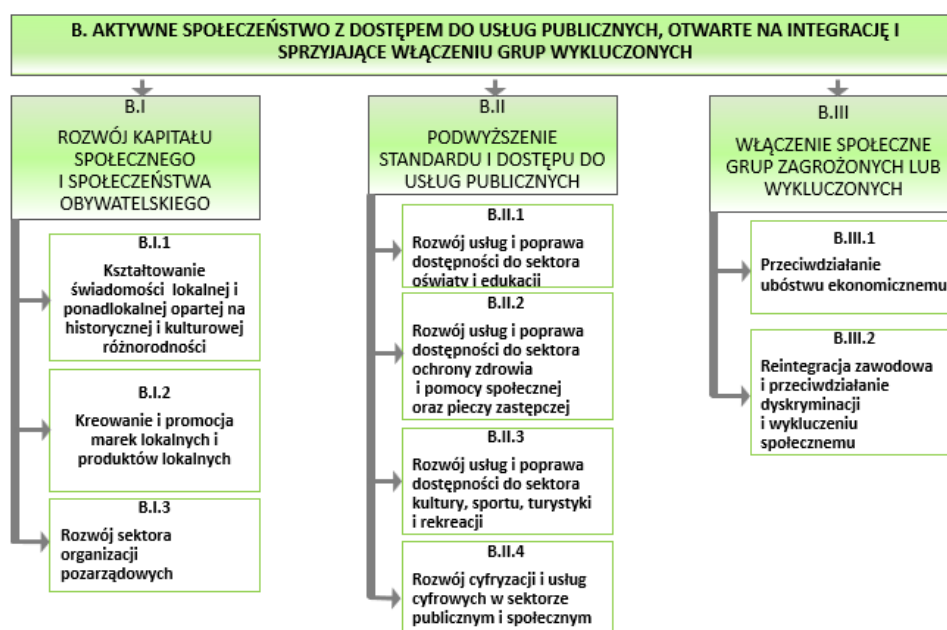 B. AKTYWNE SPOŁECZEŃSTWO Z DOSTĘPEM DO USŁUG PUBLICZNYCH, OTWARTE NA INTEGRACJĘ I
SPRZYJAJĄCE WŁĄCZENIU GRUP WYKLUCZONYCH
B.I
ROZWÓJ KAPITAŁU
SPOŁECZNEGO
I SPOŁECZEŃSTWA
OBYWATELSKIEGO
B.I.1
Kształtowanie
świadomości lokalnej i
ponadlokalnej opartej na
historycznej i kulturowej
różnorodności
B.I.2
Kreowanie i promocja
marek lokalnych i
produktów lokalnych
B.I.3
Rozwój sektora
organizacji
pozarządowych
B.II
PODWYŻSZENIE
STANDARDU I DOSTĘPU DO
USŁUG PUBLICZNYCH
B.II.1
Rozwój usług i poprawa
dostępności do sektora
oświaty i edukacji
B.II.2
Rozwój usług i poprawa
dostępności do sektora
ochrony zdrowia
i pomocy społecznej
oraz pieczy zastępczej
B.II.3
Rozwój usług i poprawa
dostępności do sektora
kultury, sportu, turystyki
i rekreacji
B.II.4
Rozwój cyfryzacji i usług
cyfrowych w sektorze
publicznym i społecznym
B.III
WŁĄCZENIE SPOŁECZNE
GRUP ZAGROŻONYCH LUB
WYKLUCZONYCH
B.III.1
Przeciwdziałanie
ubóstwu ekonomicznemu
B.III.2
Reintegracja zawodowa
i przeciwdziałanie
dyskryminacji
i wykluczeniu
społecznemu